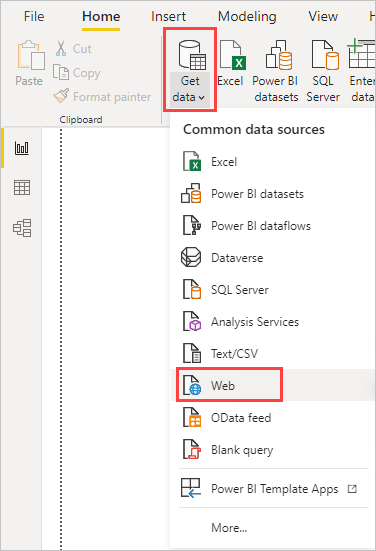 File Home Insert Modeling View
Paste
Cut
Copy
Format painter
Clipboard
Get
data
Excel
Power BI
datasets
SQL
Server
Enter
data
Common data sources
Excel
Power BI datasets
Power BI dataflows
Dataverse
SQL Server
Analysis Services
Text/CSV
Web
OData feed
Blank query
Power BI Template Apps
More...